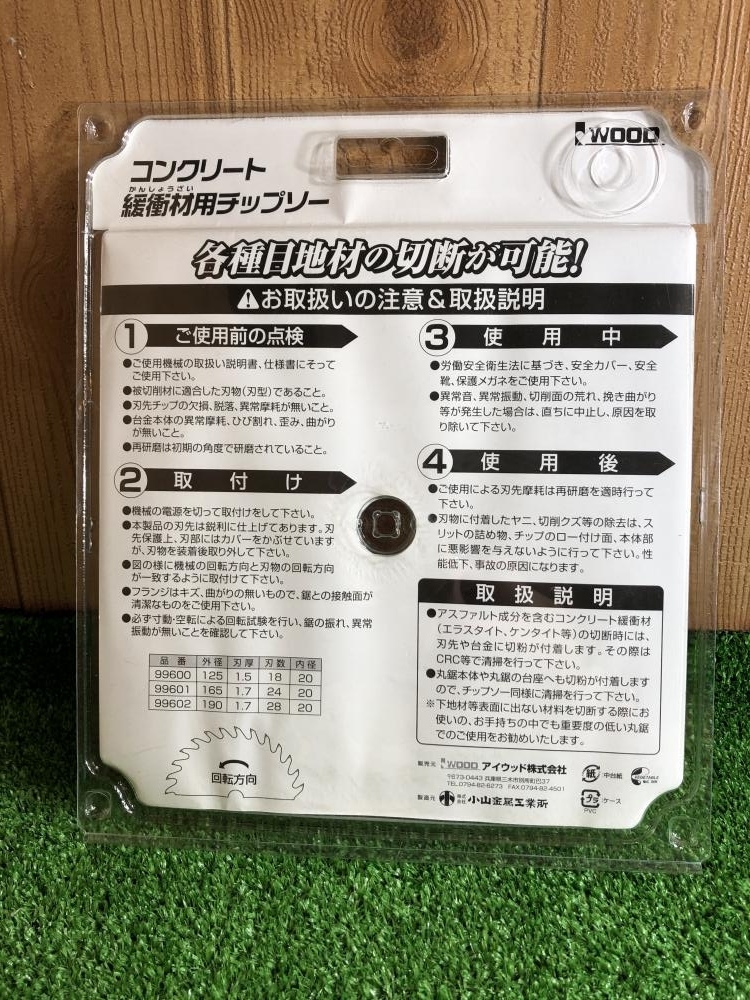 WOOD
コンクリート
かんしょうざい
緩衝材用チップソー
各種目地材の切断が可能!
お取扱いの注意&取扱説明
1 ご使用前の点検
●ご使用機械の取扱い説明書、仕様書にそって
ご使用下さい。
●被切削材に適合した刃物(刃型)であること。
●刃先チップの欠損、脱落、異常摩耗が無いこと。
●台金本体の異常摩耗、ひび割れ、歪み、曲がり
が無いこと。
●再研磨は初期の角度で研磨されていること。
2 取付け
●機械の電源を切って取付けをして下さい。
●本製品の刃先は鋭利に仕上げてあります。刃
先保護上、刃部にはカバーをかぶせています
が、刃物を装着後取り外して下さい。
●図の様に機械の回転方向と刃物の回転方向
が一致するように取付けて下さい。
●フランジはキズ、曲がりの無いもので、鋸との接触面が
清潔なものをご使用下さい。
●必ず寸動・空転による回転試験を行い、鋸の振れ、異常
振動が無いことを確認して下さい。
品番 外径 刃厚 刃数 内径
99600 125 1.5 18 20
99601 165 1.7 24 20
99602 190 1.7 28 20
回転方向
3 使用中
●労働安全衛生法に基づき、安全カバー、安全
靴、保護メガネをご使用下さい。
●異常音、異常振動、切削面の荒れ、挽き曲がり
等が発生した場合は、直ちに中止し、原因を取
り除いて下さい。
4 使用後
●ご使用による刃先摩耗は再研磨を適時行って
下さい。
●刃物に付着したヤニ、切削クズ等の除去は、ス
リットの詰め物、チップのロー付け面、本体部
に悪影響を与えないように行って下さい。性
能低下、事故の原因になります。
取扱説明
●アスファルト成分を含むコンクリート緩衝材
(エラスタイト、ケンタイト等)の切断時には、
刃先や台金に切粉が付着します。その際は
CRC等で清掃を行って下さい。
●丸鋸本体や丸鋸の台座へも切粉が付着します
ので、チップソー同様に清掃を行って下さい。
※下地材等表面に出ない材料を切断する際にお
使いの、お手持ちの中でも重要度の低い丸鋸
でのご使用をお勧めいたします。
販売元 WOOD アイウッド株式会社
〒673-0443 兵庫県三木市別所町巴37
TEL.0794-82-6273 FAX.0794-82-4501
製造元 株式会社 小山金属工業所
紙 中台紙
プラ ケース
PVC